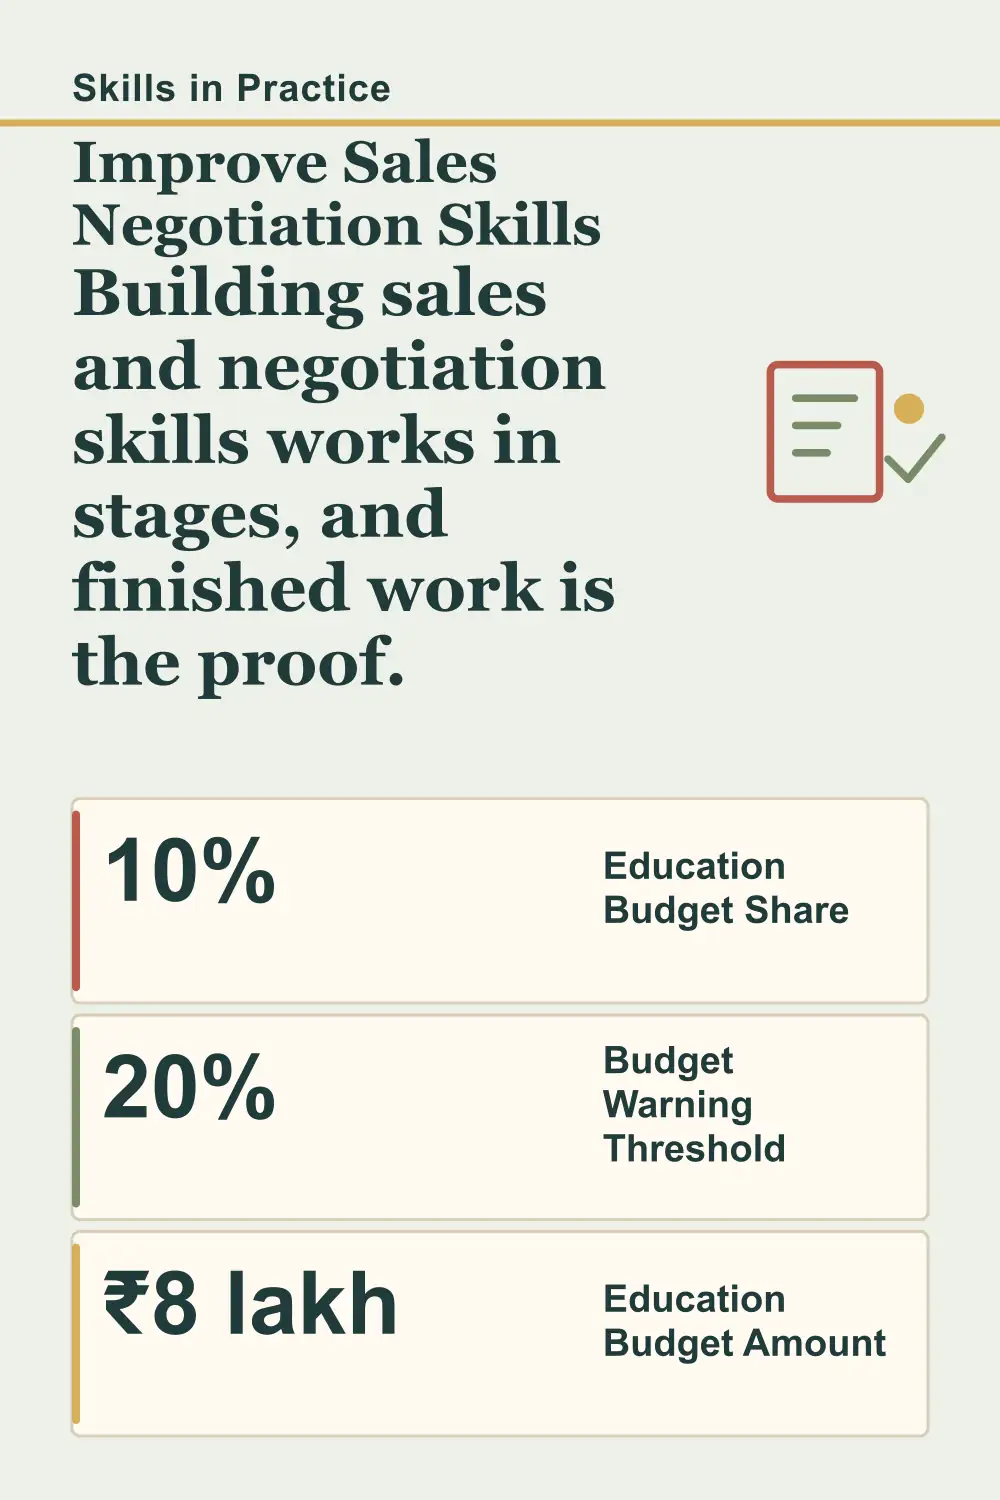 Skills in Practice
Improve Sales
Negotiation Skills
Building sales
and negotiation
skills works in
stages, and
finished work is
the proof.
10%
Education
Budget Share
20%
Budget
Warning
Threshold
₹8 lakh
Education
Budget Amount